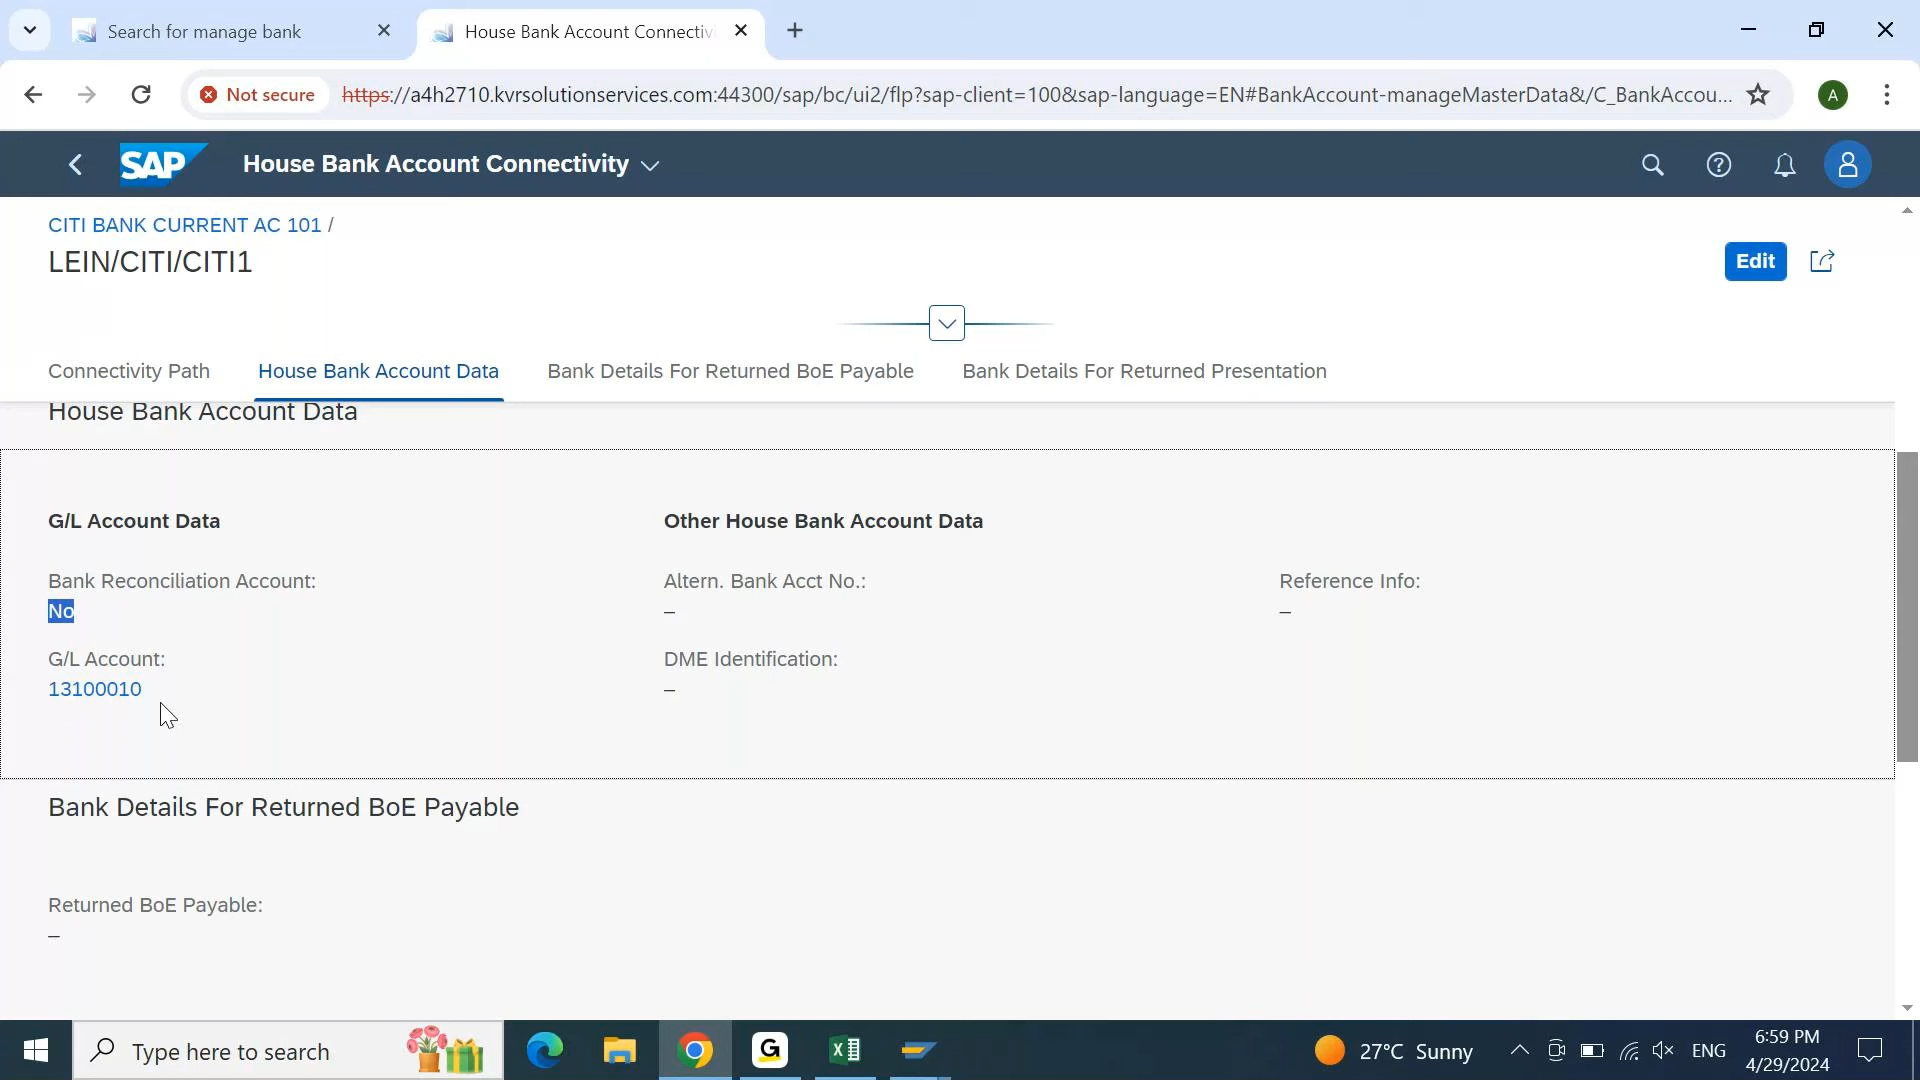 Search for manage bank
House Bank Account Connectiv
Not secure
https://a4h2710.kvrsolutionservices.com:44300/sap/bc/ui2/flp?sap-client=100&sap-language=EN#BankAccount-manageMasterData&/C_BankAccou...
A
SAP
House Bank Account Connectivity
CITI BANK CURRENT AC 101 /
LEIN/CITI/CITI1
Edit
Connectivity Path
House Bank Account Data
Bank Details For Returned BoE Payable
Bank Details For Returned Presentation
House Bank Account Data
G/L Account Data
Other House Bank Account Data
Bank Reconciliation Account:
Altern. Bank Acct No.:
Reference Info:
No
–
–
G/L Account:
DME Identification:
13100010
–
Bank Details For Returned BoE Payable
Returned BoE Payable:
–
Type here to search
G
27°C Sunny
ENG
6:59 PM
4/29/2024